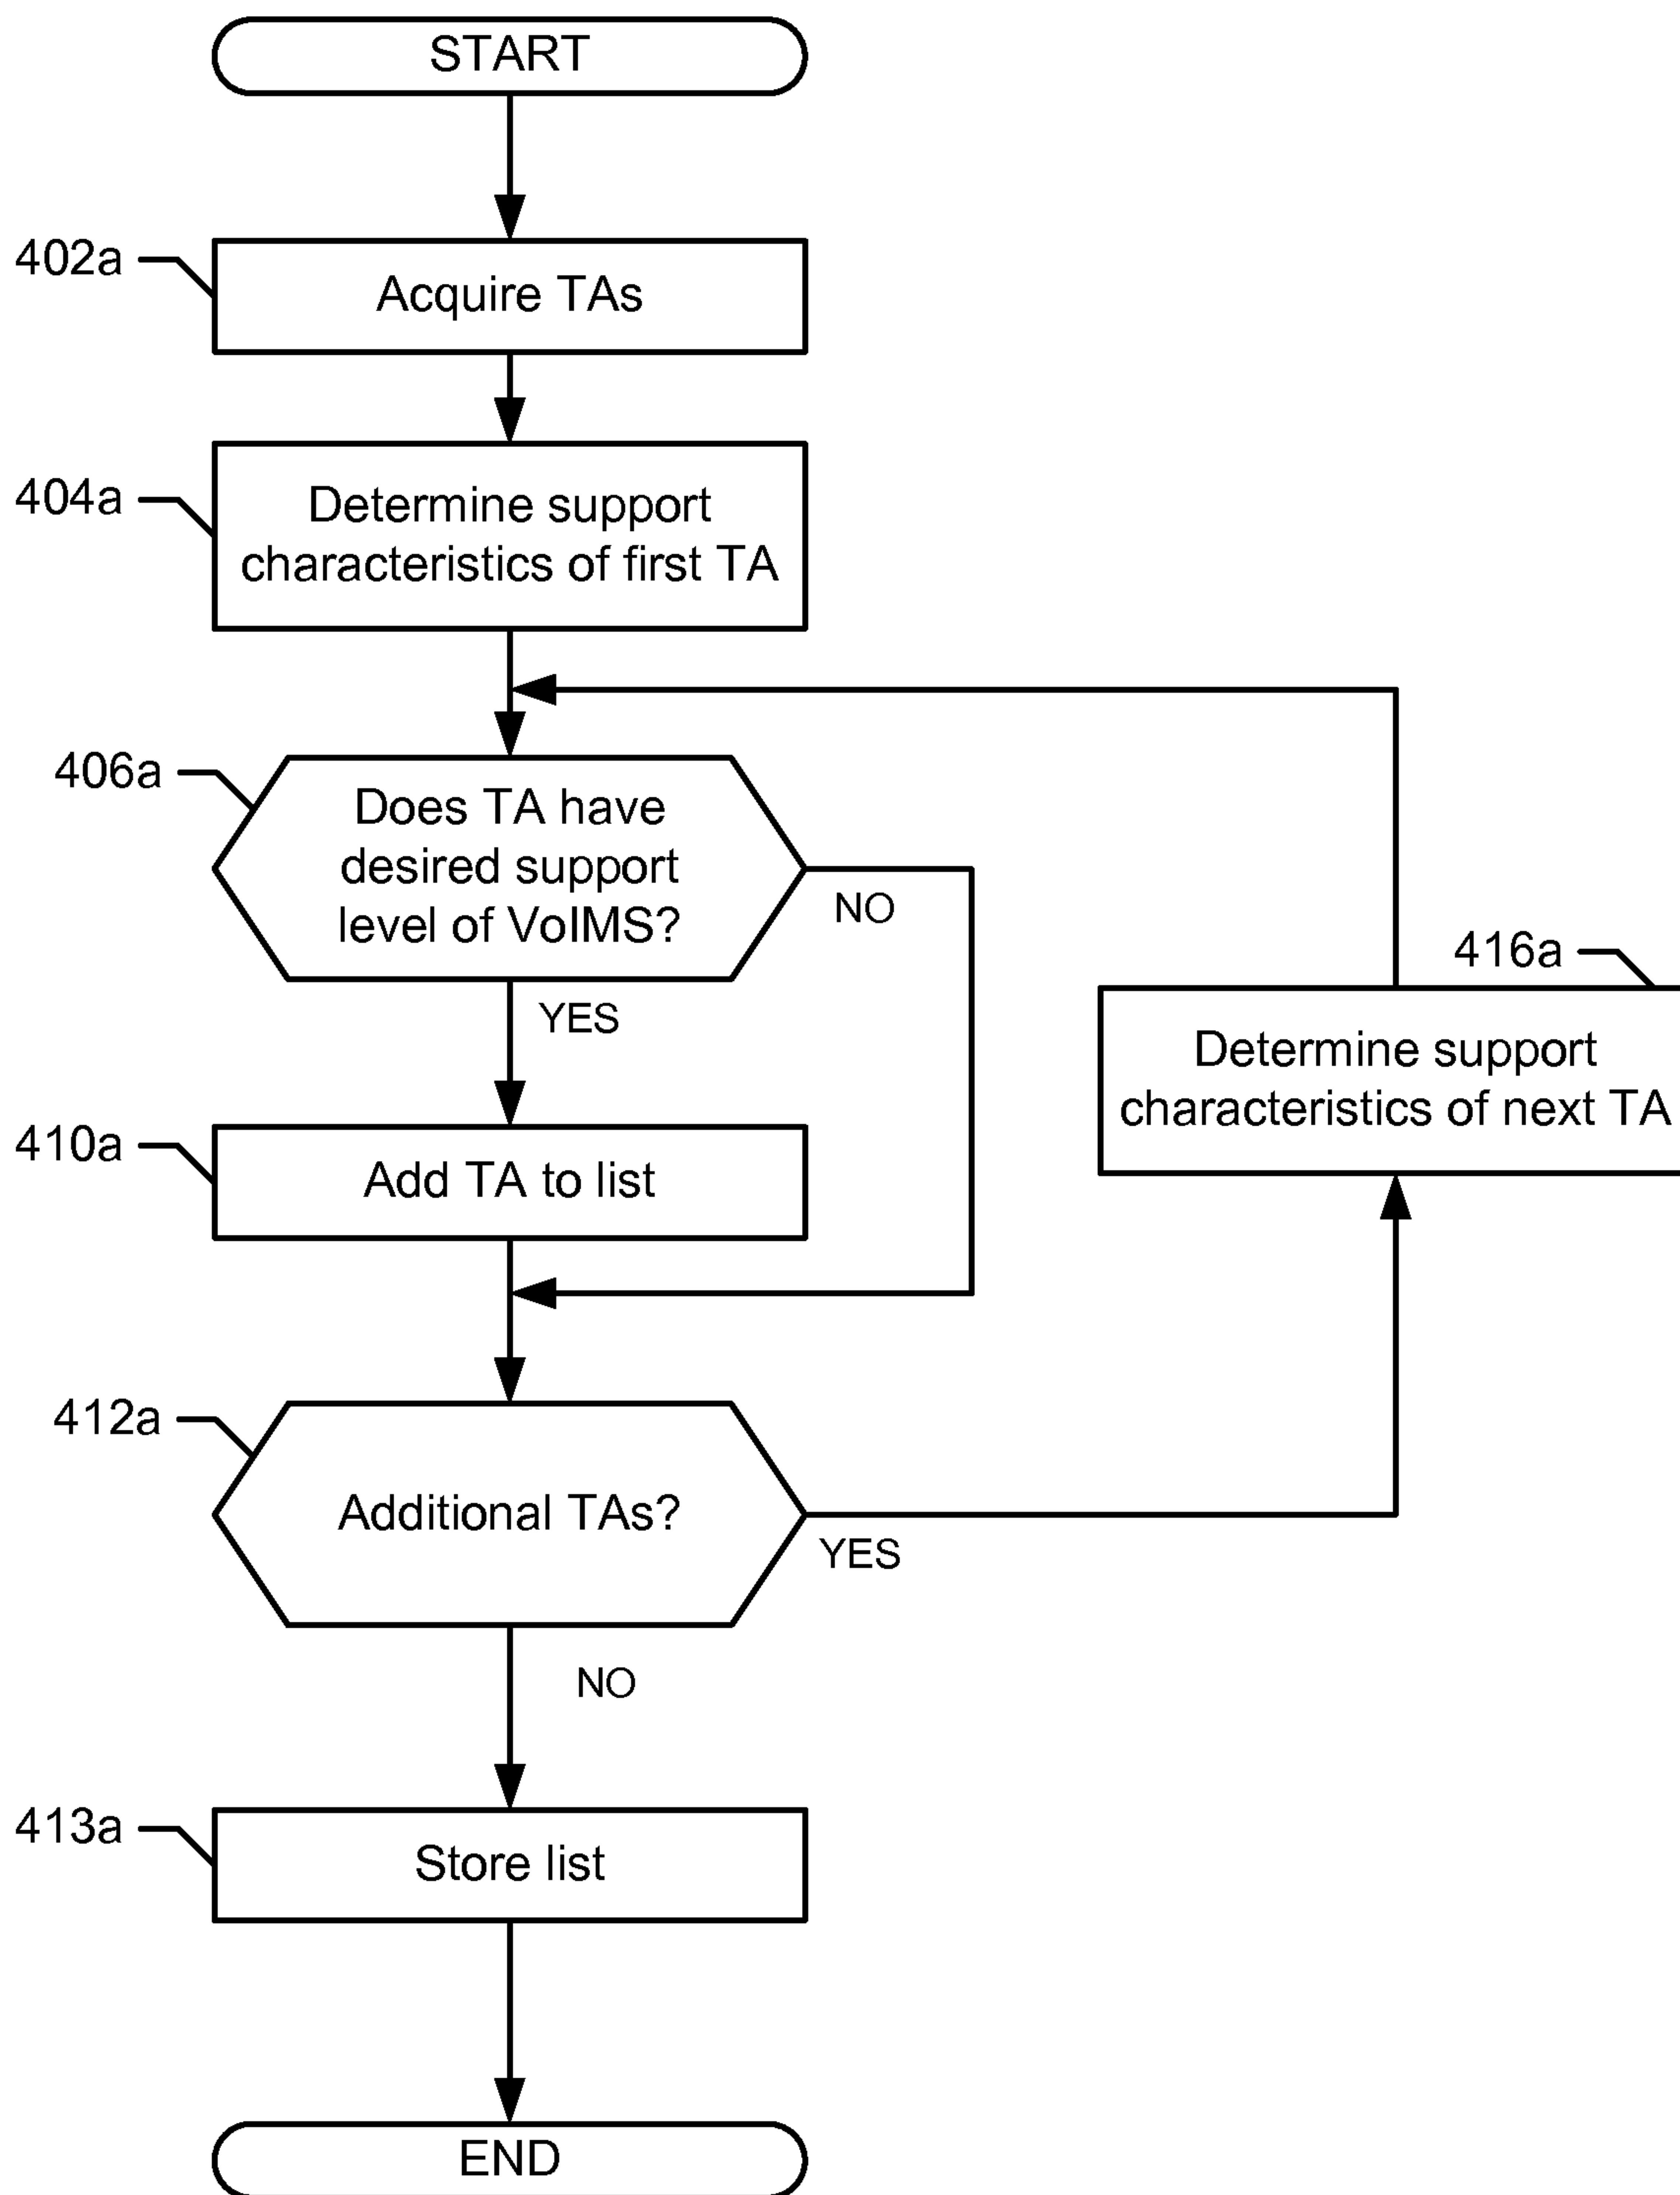 START
402a
Acquire TAs
404a
Determine support
characteristics of first TA
406a
Does TA have
desired support
level of VoIMS?
NO
YES
416a
Determine support
characteristics of next TA
410a
Add TA to list
412a
Additional TAs?
YES
NO
413a
Store list
END